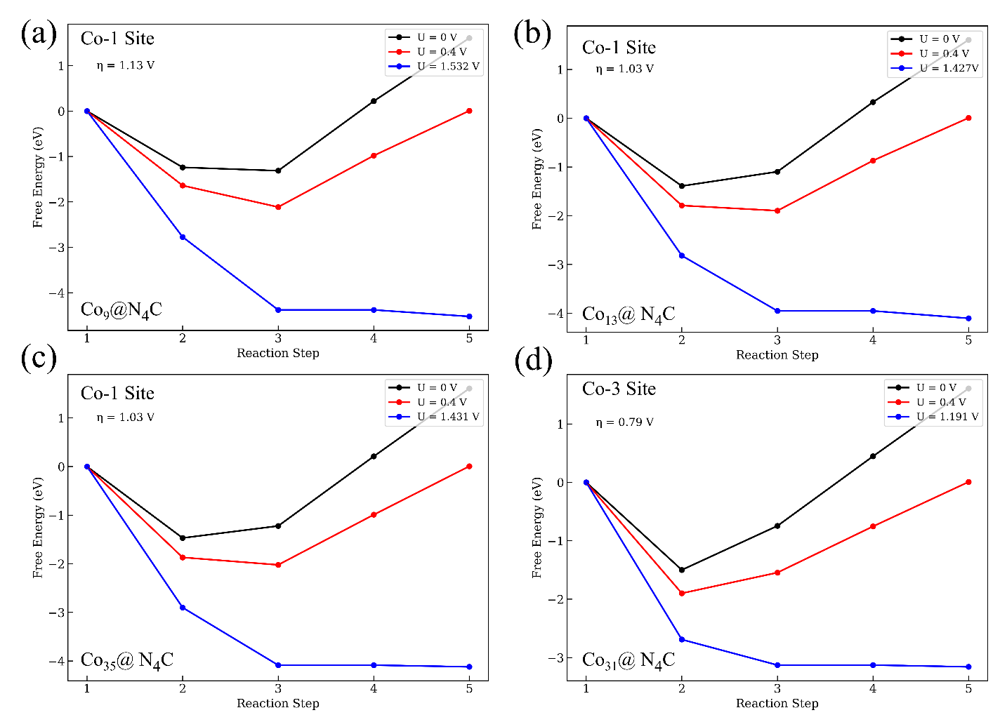 (a)
Co-1 Site
η = 1.13 V
U = 0 V
U = 0.4 V
U = 1.532 V
1
0
−1
−2
−3
−4
Free Energy (eV)
Co9@N4C
1 2 3 4 5
Reaction Step
(b)
Co-1 Site
η = 1.03 V
U = 0 V
U = 0.4 V
U = 1.427V
1
0
−1
−2
−3
−4
Free Energy (eV)
Co13@ N4C
1 2 3 4 5
Reaction Step
(c)
Co-1 Site
η = 1.03 V
U = 0 V
U = 0.4 V
U = 1.431 V
1
0
−1
−2
−3
−4
Free Energy (eV)
Co35@ N4C
1 2 3 4 5
Reaction Step
(d)
Co-3 Site
η = 0.79 V
U = 0 V
U = 0.4 V
U = 1.191 V
1
0
−1
−2
−3
Free Energy (eV)
Co31@ N4C
1 2 3 4 5
Reaction Step